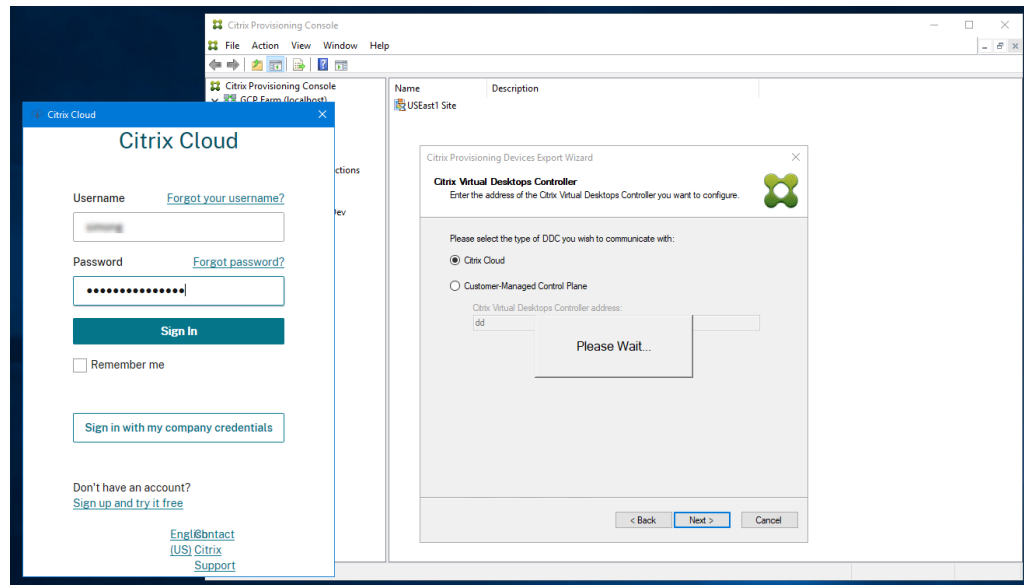 Citrix Provisioning Console
File Action View Window Help
Citrix Provisioning Console
GCP Farm (localhost)
Name Description
USEast1 Site
Citrix Cloud
Citrix Cloud
Username Forgot your username?
Password Forgot password?
Sign In
Remember me
Sign in with my company credentials
Don't have an account?
Sign up and try it free
English
(US)
Contact
Citrix
Support
ctions
Citrix Provisioning Devices Export Wizard
Citrix Virtual Desktops Controller
Enter the address of the Citrix Virtual Desktops Controller you want to configure.
Please select the type of DDC you wish to communicate with:
Citrix Cloud
Customer-Managed Control Plane
Citrix Virtual Desktops Controller address:
dd
Please Wait...
< Back Next > Cancel